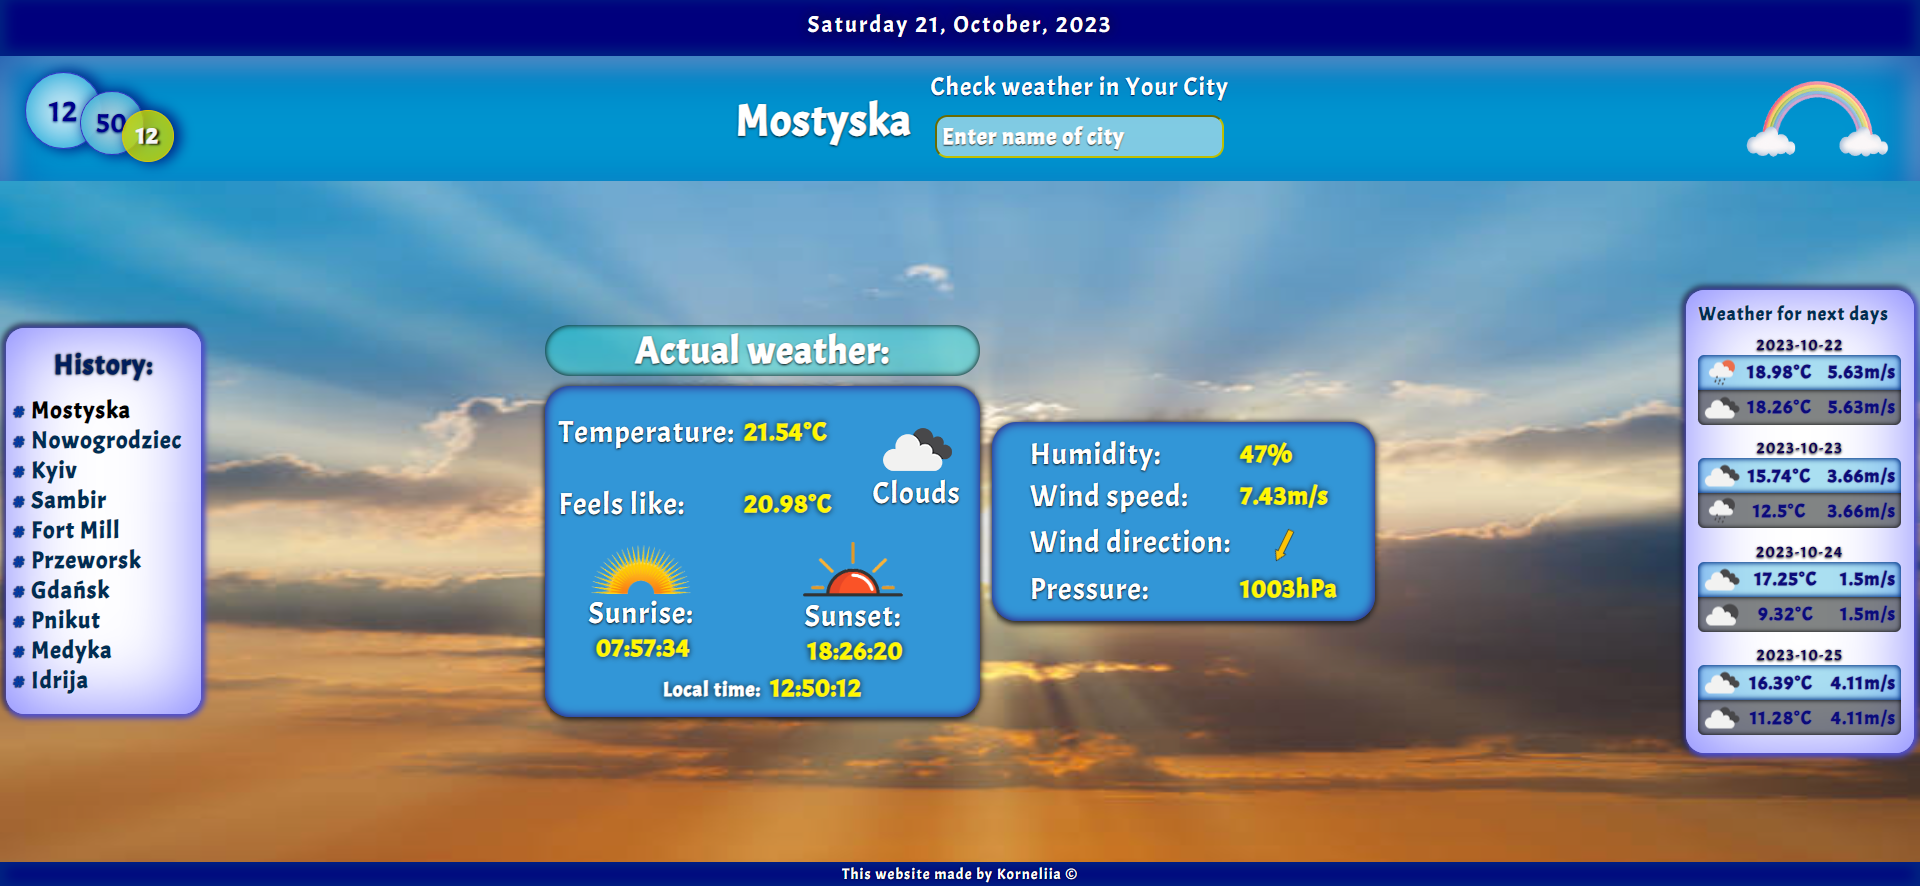 Saturday 21, October, 2023
12
50
12
Mostyska
Check weather in Your City
Enter name of city
History:
Mostyska
Nowogrodziec
Kyiv
Sambir
Fort Mill
Przeworsk
Gdańsk
Pnikut
Medyka
Idrija
Actual weather:
Temperature: 21.54°C
Feels like: 20.98°C
Clouds
Sunrise:
07:57:34
Sunset:
18:26:20
Local time: 12:50:12
Humidity: 47%
Wind speed: 7.43m/s
Wind direction:
Pressure: 1003hPa
Weather for next days
2023-10-22
18.98°C 5.63m/s
18.26°C 5.63m/s
2023-10-23
15.74°C 3.66m/s
12.5°C 3.66m/s
2023-10-24
17.25°C 1.5m/s
9.32°C 1.5m/s
2023-10-25
16.39°C 4.11m/s
11.28°C 4.11m/s
This website made by Korneliia ©